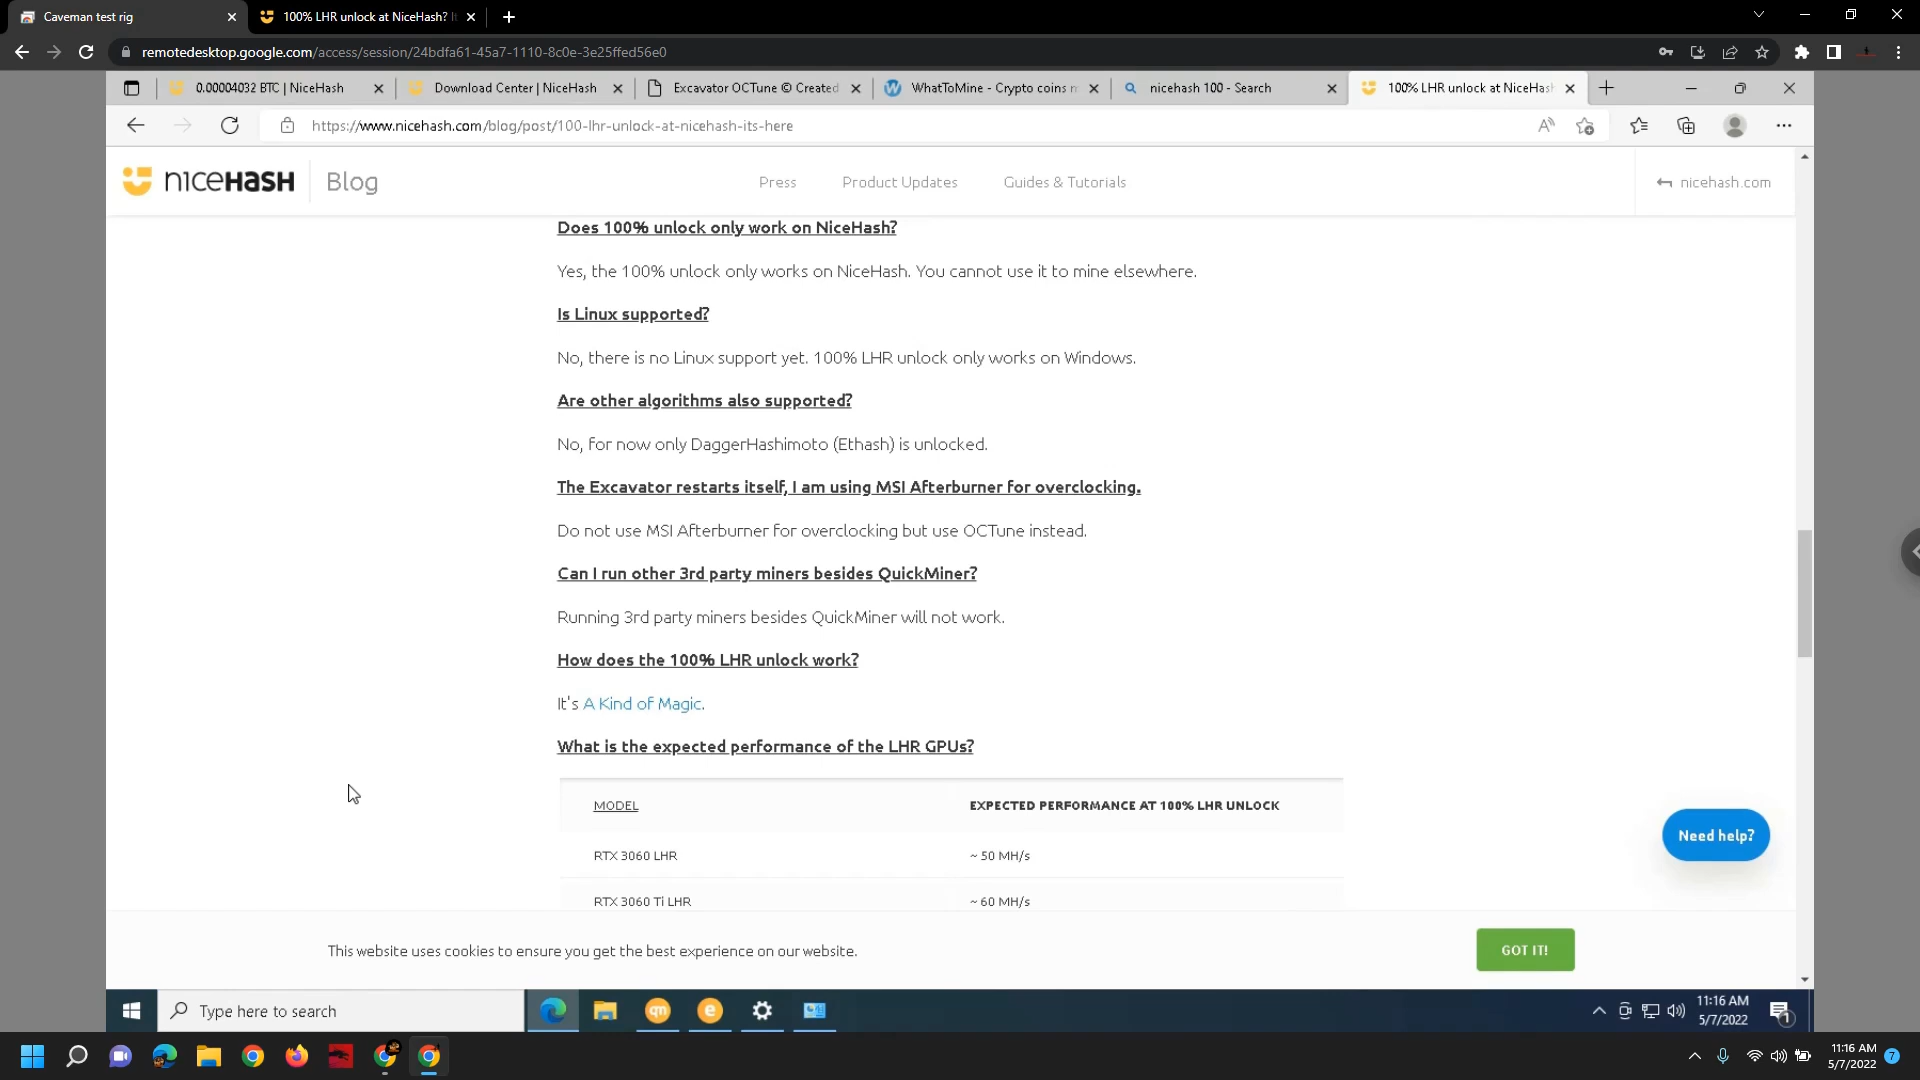 Caveman test rig
100% LHR unlock at NiceHash?
remotedesktop.google.com/access/session/24bdfa61-45a7-1110-8c0e-3e25ffed56e0
0.00004032 BTC | NiceHash
Download Center | NiceHash
Excavator OCTune © Created
WhatToMine - Crypto coins
nicehash 100 - Search
100% LHR unlock at NiceHash
https://www.nicehash.com/blog/post/100-lhr-unlock-at-nicehash-its-here
nicehash Blog
Press
Product Updates
Guides & Tutorials
nicehash.com
Does 100% unlock only work on NiceHash?
Yes, the 100% unlock only works on NiceHash. You cannot use it to mine elsewhere.
Is Linux supported?
No, there is no Linux support yet. 100% LHR unlock only works on Windows.
Are other algorithms also supported?
No, for now only DaggerHashimoto (Ethash) is unlocked.
The Excavator restarts itself, I am using MSI Afterburner for overclocking.
Do not use MSI Afterburner for overclocking but use OCTune instead.
Can I run other 3rd party miners besides QuickMiner?
Running 3rd party miners besides QuickMiner will not work.
How does the 100% LHR unlock work?
It's A Kind of Magic.
What is the expected performance of the LHR GPUs?
MODEL EXPECTED PERFORMANCE AT 100% LHR UNLOCK
RTX 3060 LHR ~ 50 MH/s
RTX 3060 Ti LHR ~ 60 MH/s
Need help?
This website uses cookies to ensure you get the best experience on our website.
GOT IT!
Type here to search
qm
e
11:16 AM
5/7/2022
1
11:16 AM
5/7/2022
7